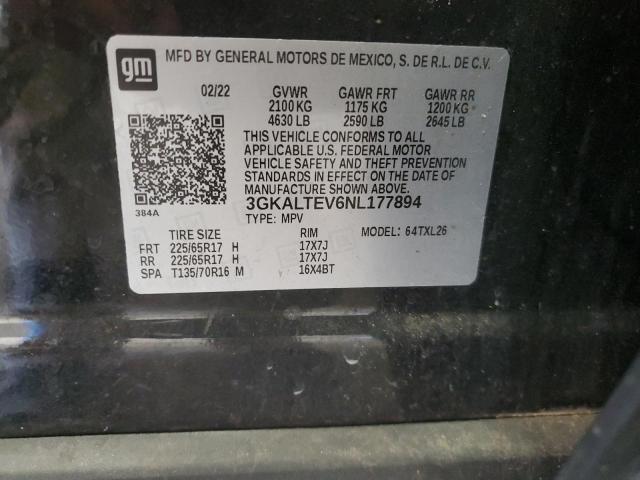 gm
MFD BY GENERAL MOTORS DE MEXICO, S. DE R.L. DE C.V.
02/22 GVWR GAWR FRT GAWR RR
2100 KG 1175 KG 1200 KG
4630 LB 2590 LB 2645 LB
THIS VEHICLE CONFORMS TO ALL
APPLICABLE U.S. FEDERAL MOTOR
VEHICLE SAFETY AND THEFT PREVENTION
STANDARDS IN EFFECT ON THE DATE OF
MANUFACTURE SHOWN ABOVE.
384A 3GKALTEV6NL177894
TYPE: MPV
TIRE SIZE RIM MODEL: 64TXL26
FRT 225/65R17 H 17X7J
RR 225/65R17 H 17X7J
SPA T135/70R16 M 16X4BT